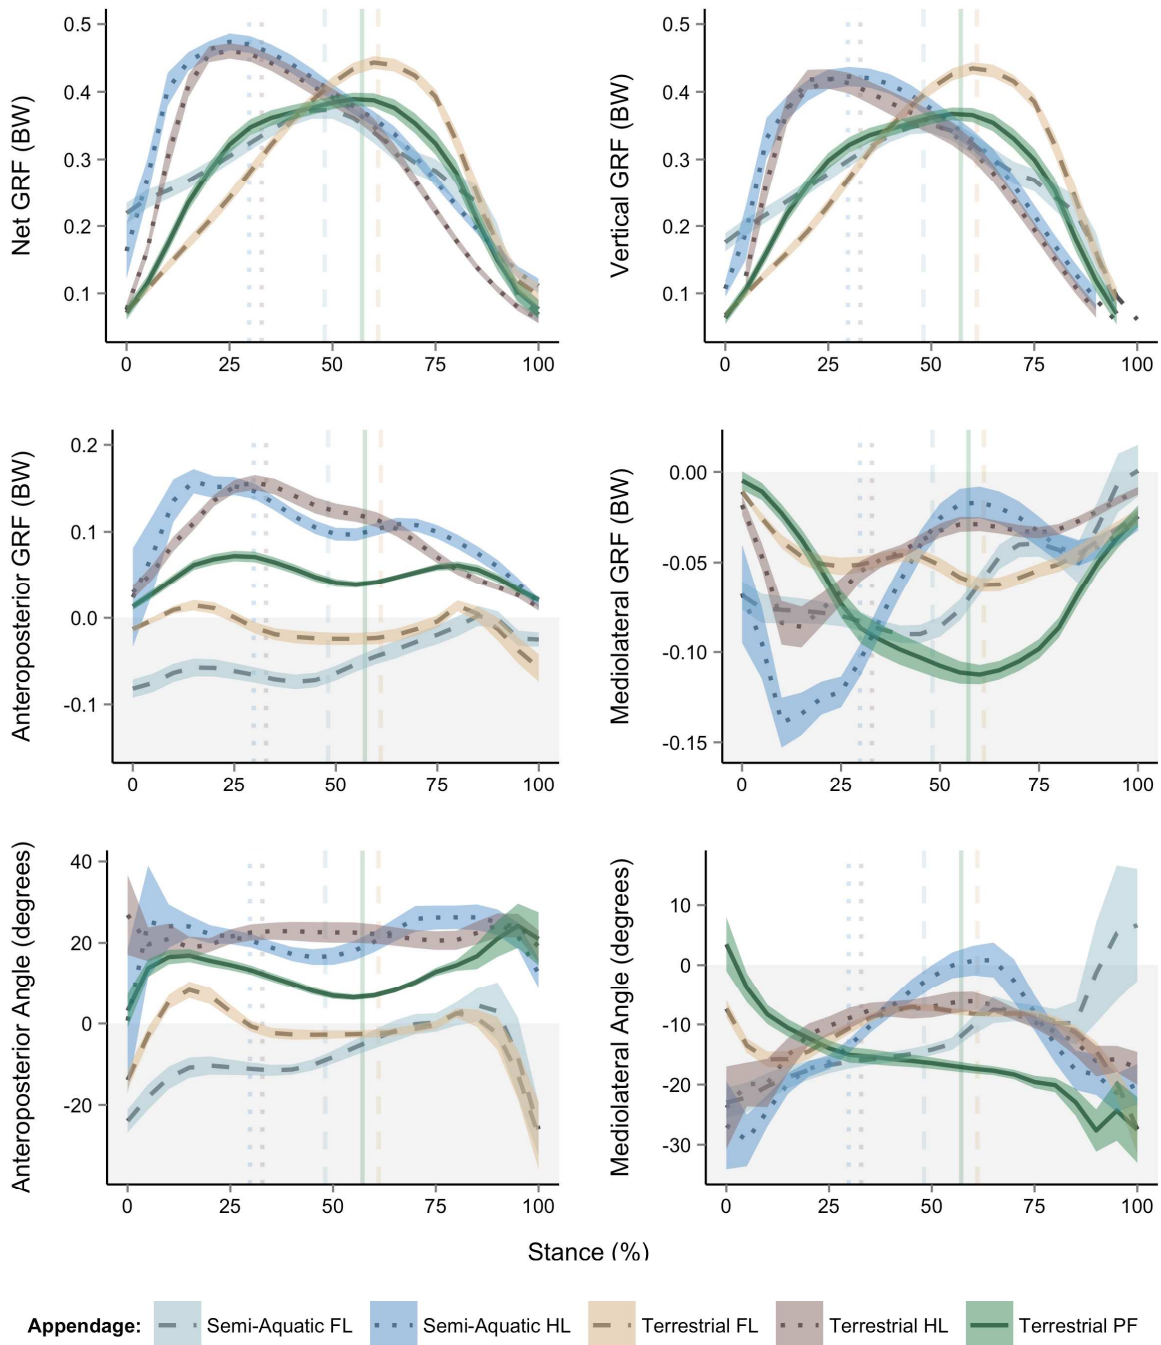 Net GRF (BW)
0.5
0.4
0.3
0.2
0.1
0 25 50 75 100
Vertical GRF (BW)
0.5
0.4
0.3
0.2
0.1
0 25 50 75 100
Anteroposterior GRF (BW)
0.2
0.1
0.0
-0.1
0 25 50 75 100
Mediolateral GRF (BW)
0.00
-0.05
-0.10
-0.15
0 25 50 75 100
Anteroposterior Angle (degrees)
40
20
0
-20
0 25 50 75 100
Mediolateral Angle (degrees)
10
0
-10
-20
-30
0 25 50 75 100
Stance (%)
Appendage: Semi-Aquatic FL Semi-Aquatic HL Terrestrial FL Terrestrial HL Terrestrial PF